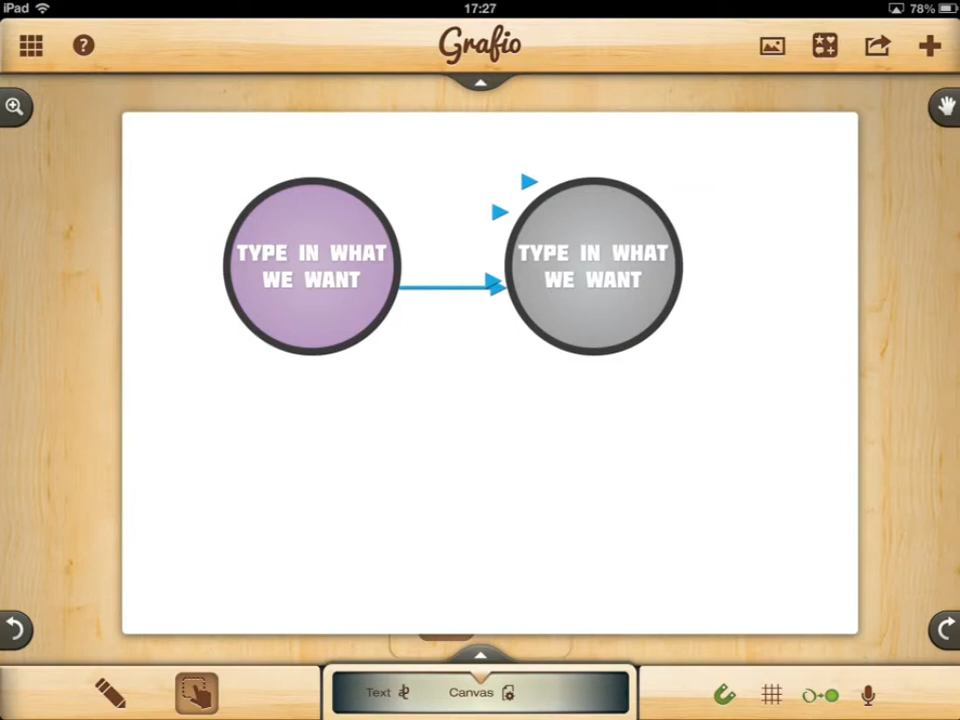 iPad 17:27 78%
Grafio
TYPE IN WHAT
WE WANT
TYPE IN WHAT
WE WANT
Text Canvas